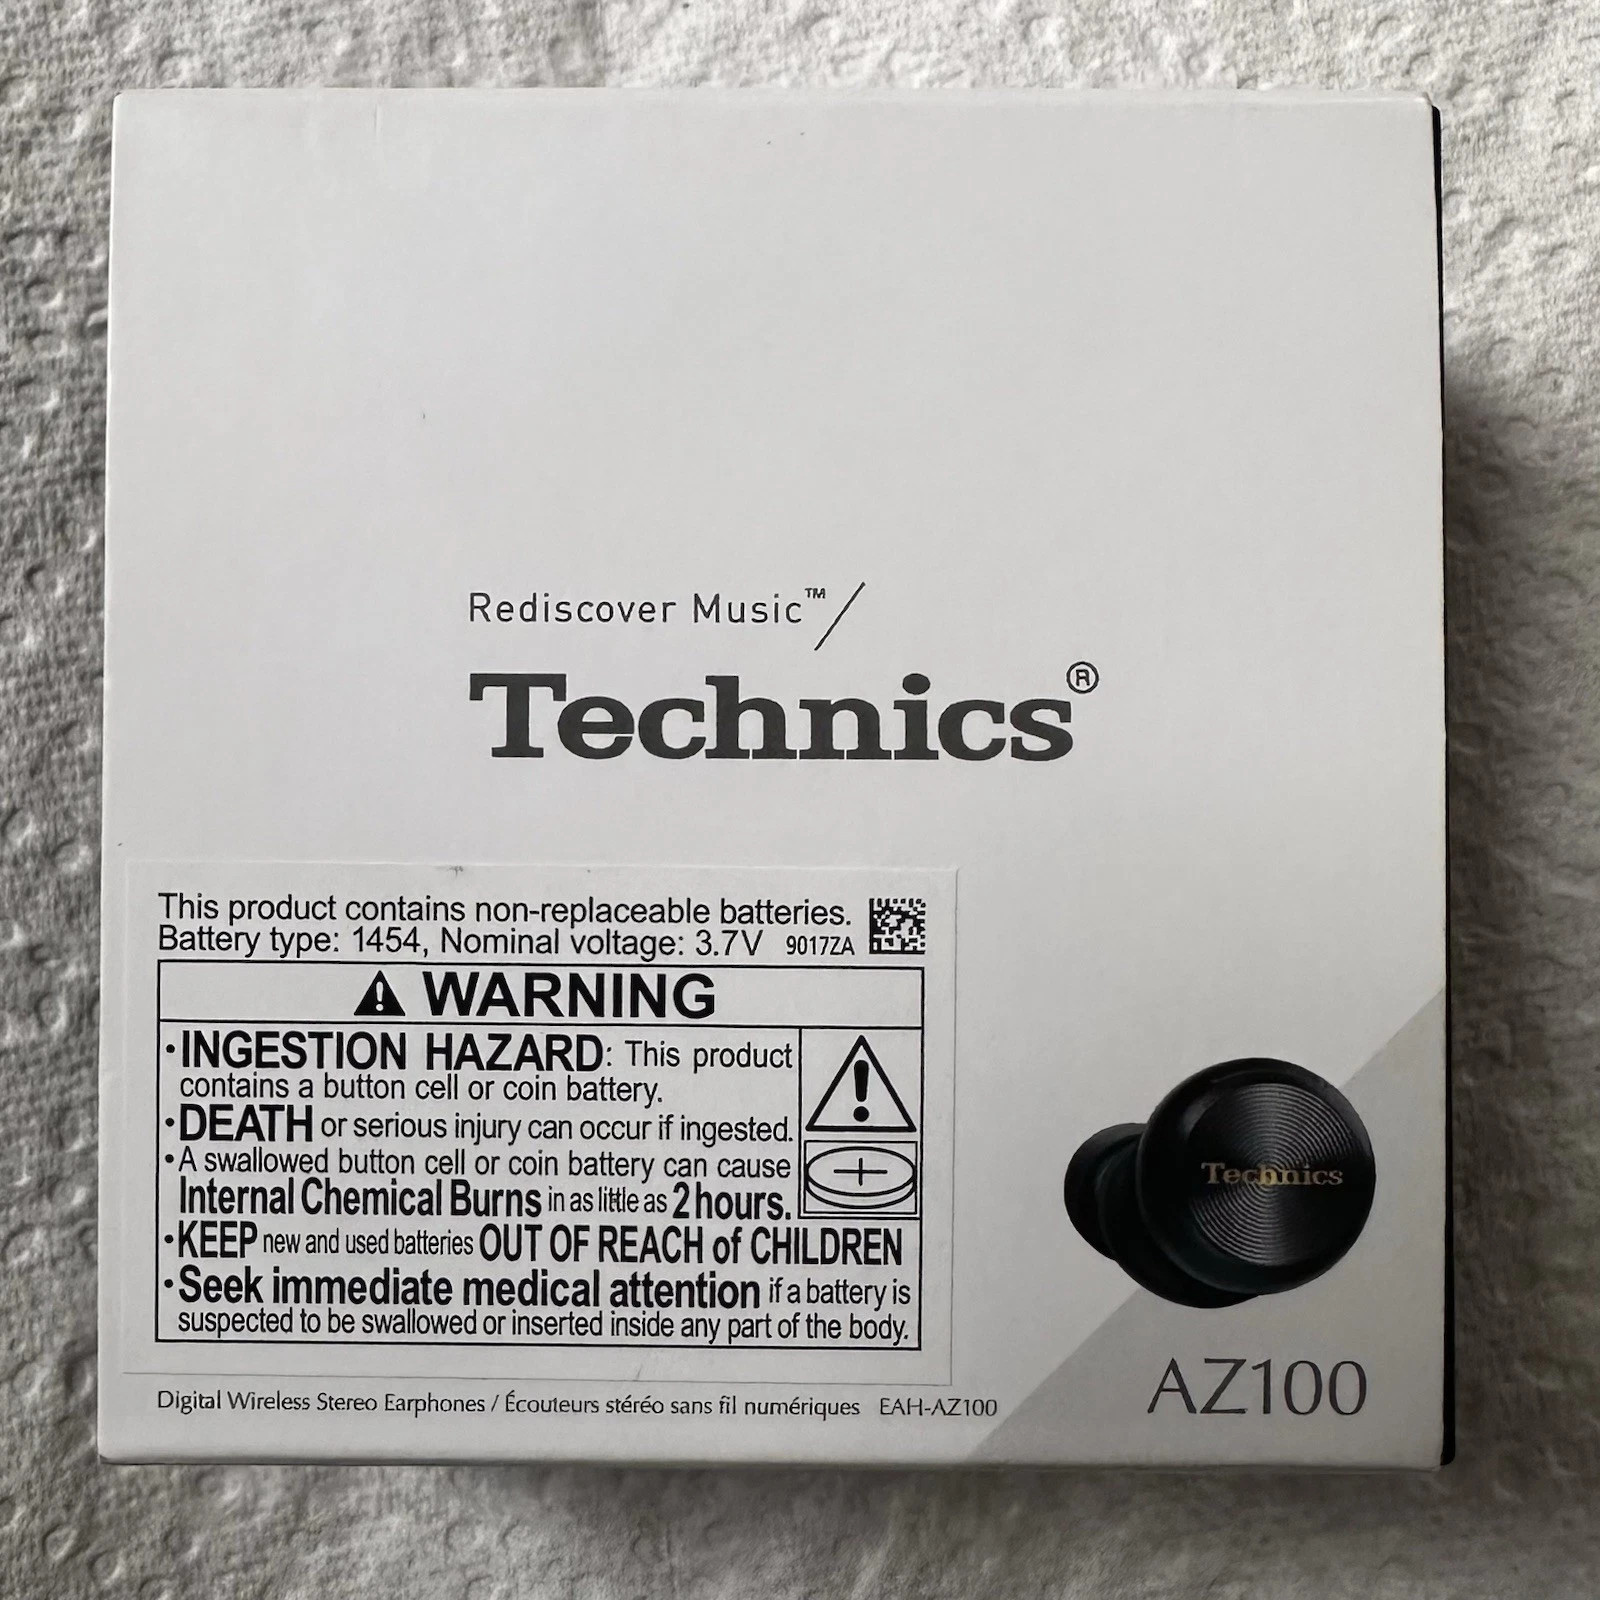 Rediscover Music™/
Technics®
This product contains non-replaceable batteries.
Battery type: 1454, Nominal voltage: 3.7V 9017ZA
WARNING
・INGESTION HAZARD: This product
contains a button cell or coin battery.
・DEATH or serious injury can occur if ingested.
・A swallowed button cell or coin battery can cause
Internal Chemical Burns in as little as 2 hours.
・KEEP new and used batteries OUT OF REACH of CHILDREN
・Seek immediate medical attention if a battery is
suspected to be swallowed or inserted inside any part of the body.
Technics
AZ100
Digital Wireless Stereo Earphones / Écouteurs stéréo sans fil numériques EAH-AZ100